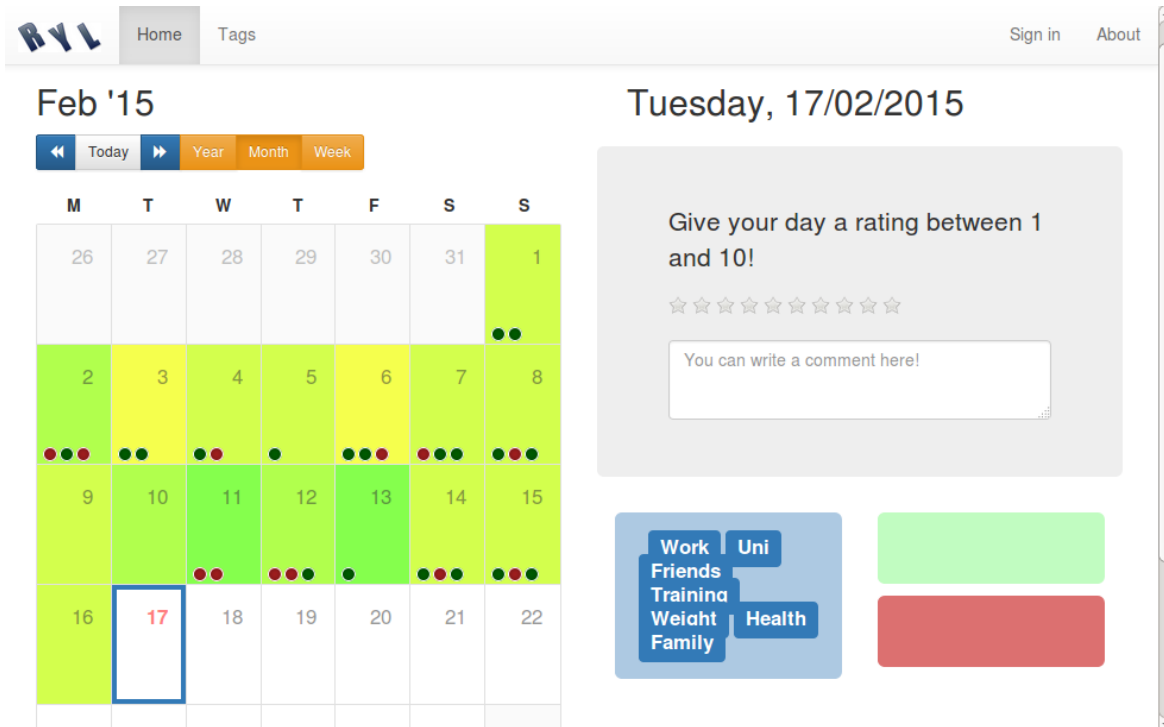 RYL Home Tags Sign in About
Feb '15
Today Year Month Week
M T W T F S S
26 27 28 29 30 31 1
2 3 4 5 6 7 8
9 10 11 12 13 14 15
16 17 18 19 20 21 22
Tuesday, 17/02/2015
Give your day a rating between 1
and 10!
You can write a comment here!
Work Uni
Friends
Training
Weight Health
Family